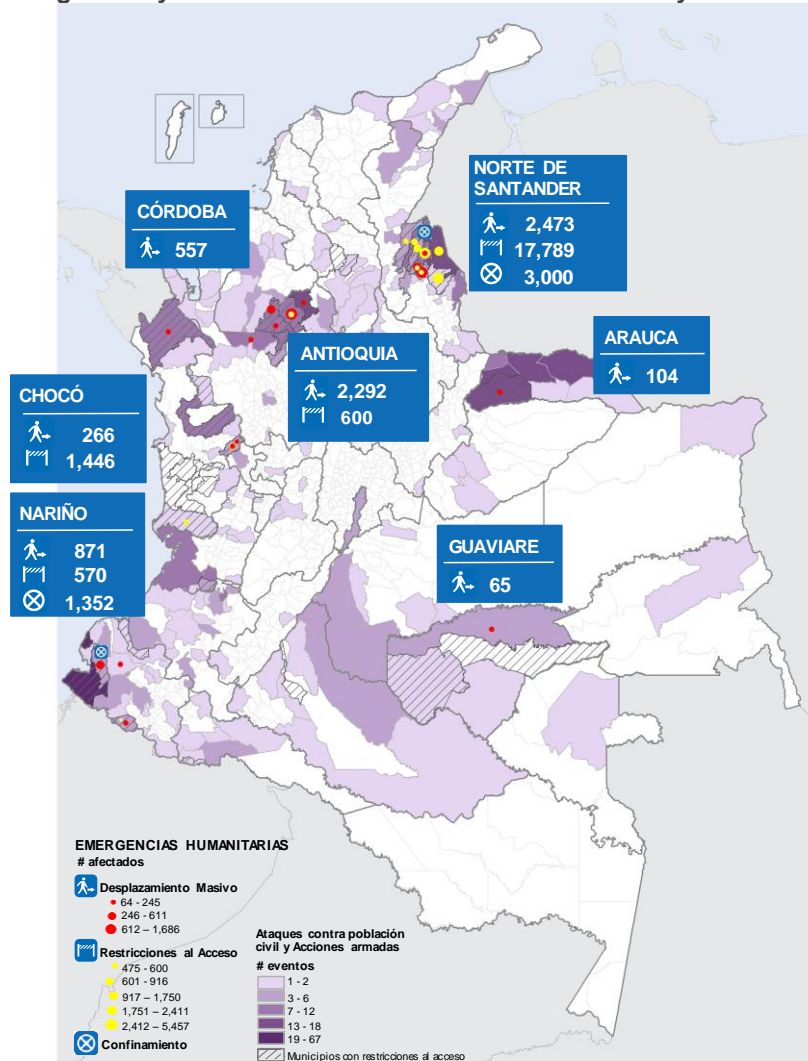 NORTE DE
SANTANDER
2,473
17,789
3,000
CÓRDOBA
557
ARAUCA
104
ANTIOQUIA
2,292
600
CHOCÓ
266
1,446
NARIÑO
871
570
1,352
GUAVIARE
65
EMERGENCIAS HUMANITARIAS
# afectados
Desplazamiento Masivo
64 - 245
246 - 611
612 – 1,686
Restricciones al Acceso
475 - 600
601 - 916
917 – 1,750
1,751 – 2,411
2,412 – 5,457
Confinamiento
Ataques contra población
civil y Acciones armadas
# eventos
1 - 2
3 - 6
7 - 12
13 - 18
19 - 67
Municipios con restricciones al acceso